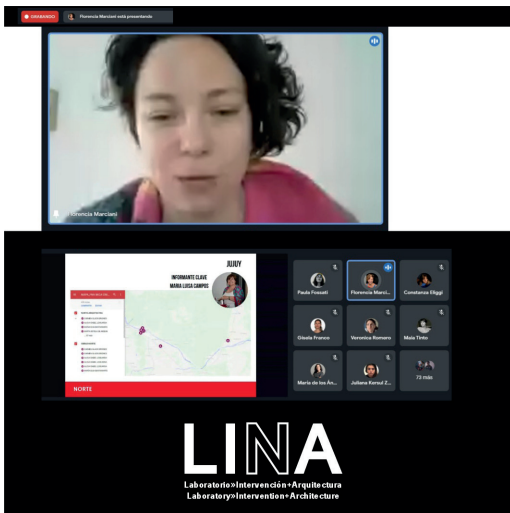 GRABANDO
Florencia Marciani está presentando
Florencia Marciani
JUJUY
INFORMANTE CLAVE
MARIA LUISA CAMPOS
NORTE
Paula Fossati
Florencia Marci...
Constanza Eliggi
Gisela Franco
Veronica Romero
Maia Tinto
María de los Án...
Juliana Kersul Z...
73 más
LINA
Laboratorio»Intervención+Arquitectura
Laboratory»Intervention+Architecture